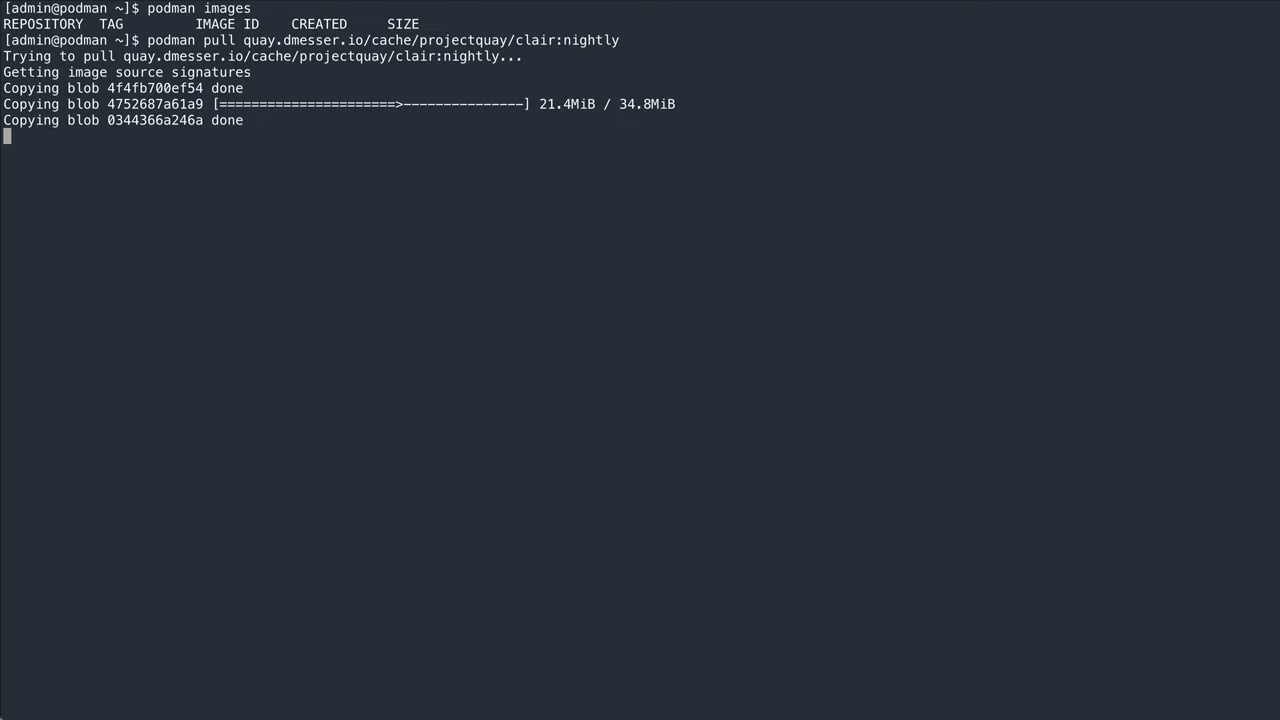 [admin@podman ~]$ podman images
REPOSITORY  TAG         IMAGE ID    CREATED     SIZE
[admin@podman ~]$ podman pull quay.dmesser.io/cache/projectquay/clair:nightly
Trying to pull quay.dmesser.io/cache/projectquay/clair:nightly...
Getting image source signatures
Copying blob 4f4fb700ef54 done
Copying blob 4752687a61a9 [======================>---------------] 21.4MiB / 34.8MiB
Copying blob 0344366a246a done